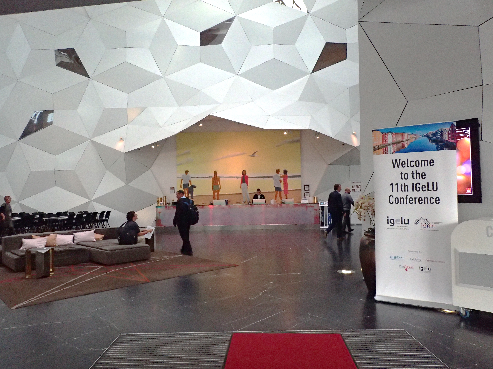 Welcome to the
11th IGeLU
Conference
igelu